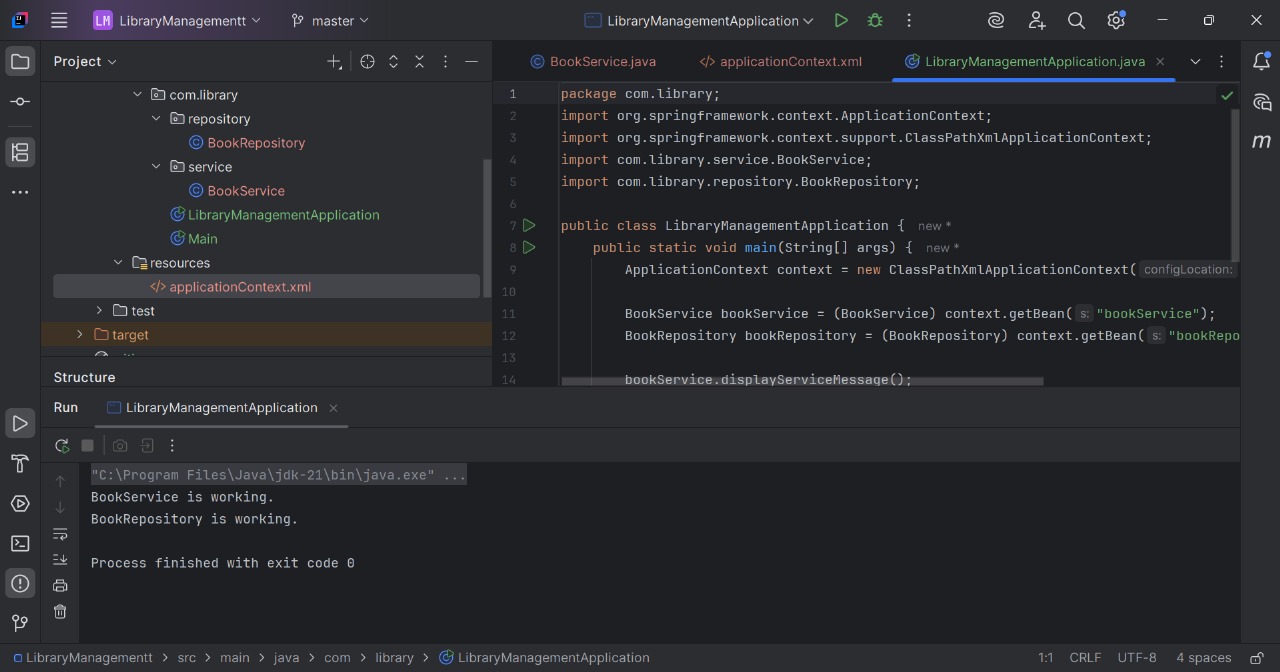 LM LibraryManagementt master LibraryManagementApplication
Project
com.library
repository
BookRepository
service
BookService
LibraryManagementApplication
Main
resources
</> applicationContext.xml
test
target
Structure
BookService.java </> applicationContext.xml LibraryManagementApplication.java
1 package com.library;
2 import org.springframework.context.ApplicationContext;
3 import org.springframework.context.support.ClassPathXmlApplicationContext;
4 import com.library.service.BookService;
5 import com.library.repository.BookRepository;
6
7 public class LibraryManagementApplication { new *
8 public static void main(String[] args) { new *
9 ApplicationContext context = new ClassPathXmlApplicationContext( configLocation:
10
11 BookService bookService = (BookService) context.getBean( s: "bookService");
12 BookRepository bookRepository = (BookRepository) context.getBean( s: "bookRepo
13
14 bookService.displayServiceMessage();
m
Run LibraryManagementApplication
"C:\Program Files\Java\jdk-21\bin\java.exe" ...
BookService is working.
BookRepository is working.
Process finished with exit code 0
LibraryManagementt > src > main > java > com > library > LibraryManagementApplication 1:1 CRLF UTF-8 4 spaces